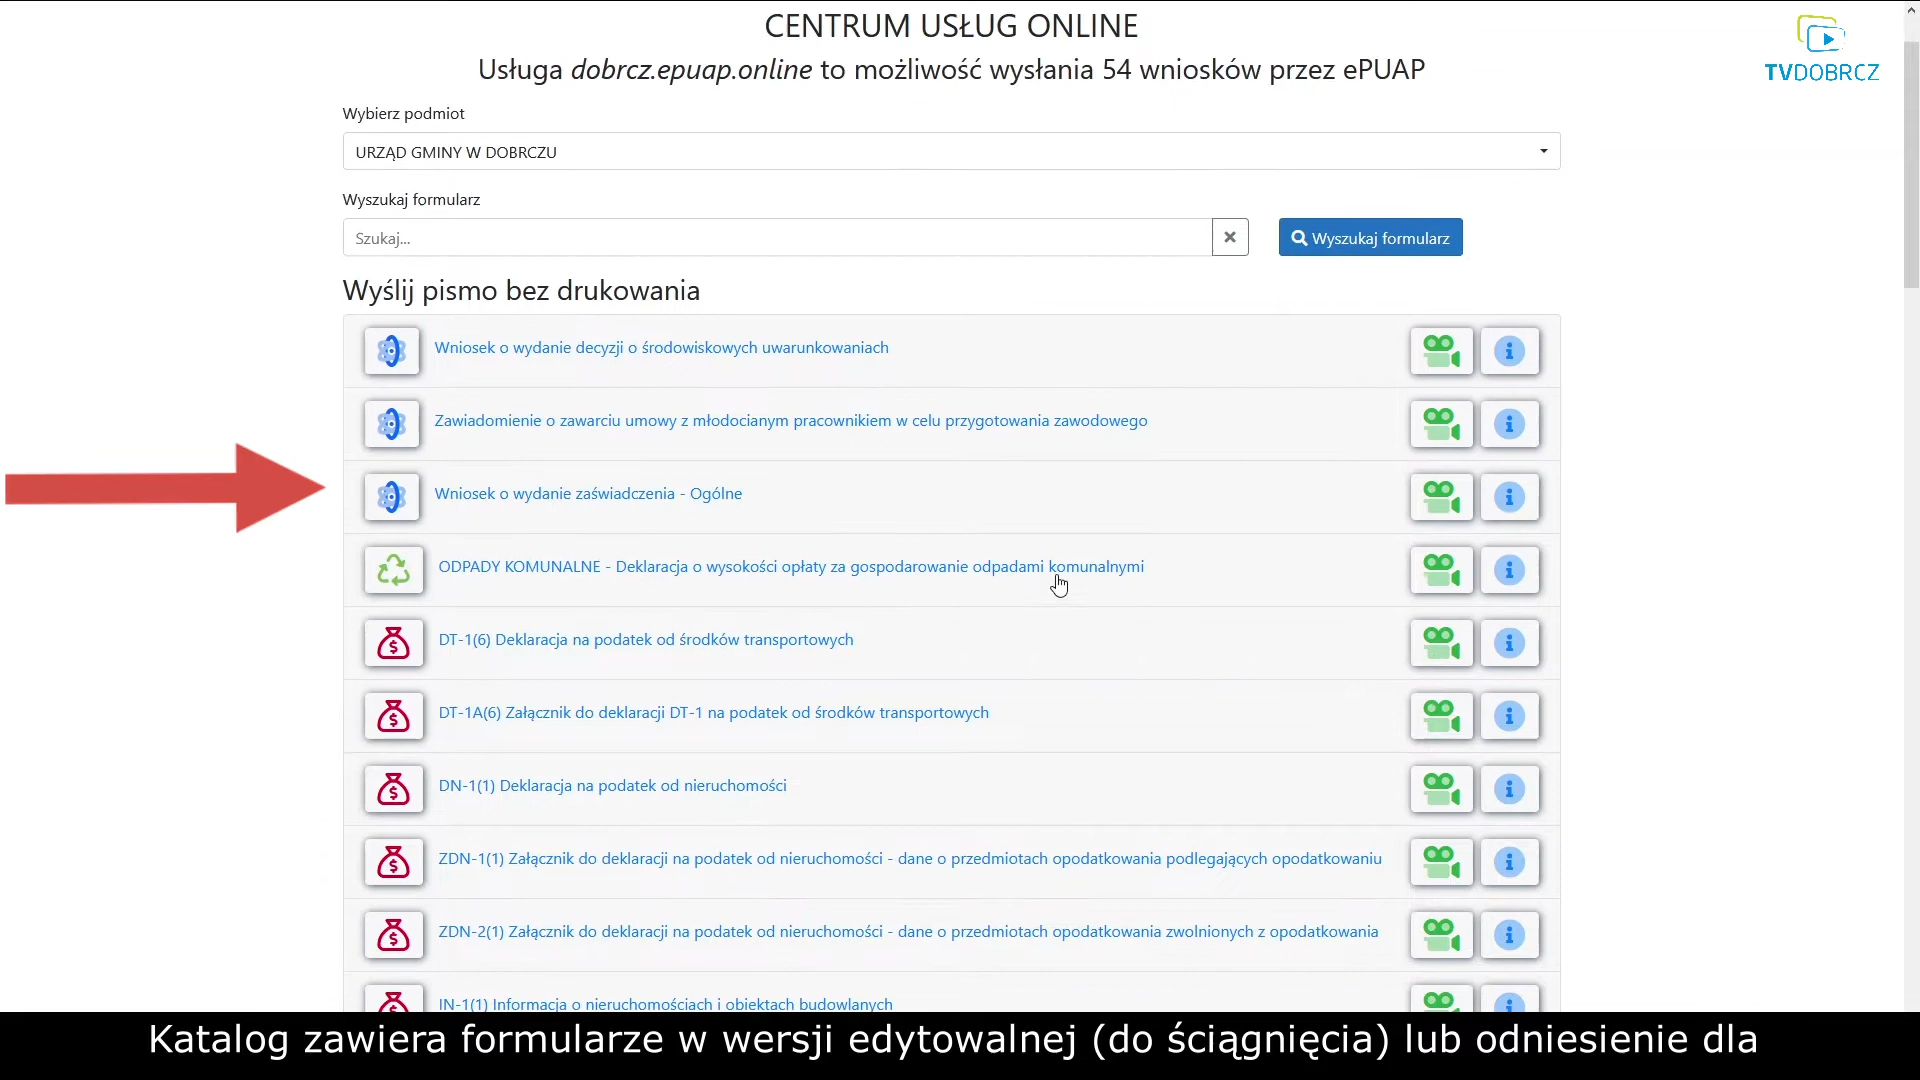 CENTRUM USŁUG ONLINE
Usługa dobrcz.epuap.online to możliwość wysłania 54 wniosków przez ePUAP
TVDOBRCZ
Wybierz podmiot
URZĄD GMINY W DOBRCZU
Wyszukaj formularz
Szukaj...
Wyszukaj formularz
Wyślij pismo bez drukowania
Wniosek o wydanie decyzji o środowiskowych uwarunkowaniach
Zawiadomienie o zawarciu umowy z młodocianym pracownikiem w celu przygotowania zawodowego
Wniosek o wydanie zaświadczenia - Ogólne
ODPADY KOMUNALNE - Deklaracja o wysokości opłaty za gospodarowanie odpadami komunalnymi
DT-1(6) Deklaracja na podatek od środków transportowych
DT-1A(6) Załącznik do deklaracji DT-1 na podatek od środków transportowych
DN-1(1) Deklaracja na podatek od nieruchomości
ZDN-1(1) Załącznik do deklaracji na podatek od nieruchomości - dane o przedmiotach opodatkowania podlegających opodatkowaniu
ZDN-2(1) Załącznik do deklaracji na podatek od nieruchomości - dane o przedmiotach opodatkowania zwolnionych z opodatkowania
IN-1(1) Informacja o nieruchomościach i obiektach budowlanych
Katalog zawiera formularze w wersji edytowalnej (do ściągnięcia) lub odniesienie dla